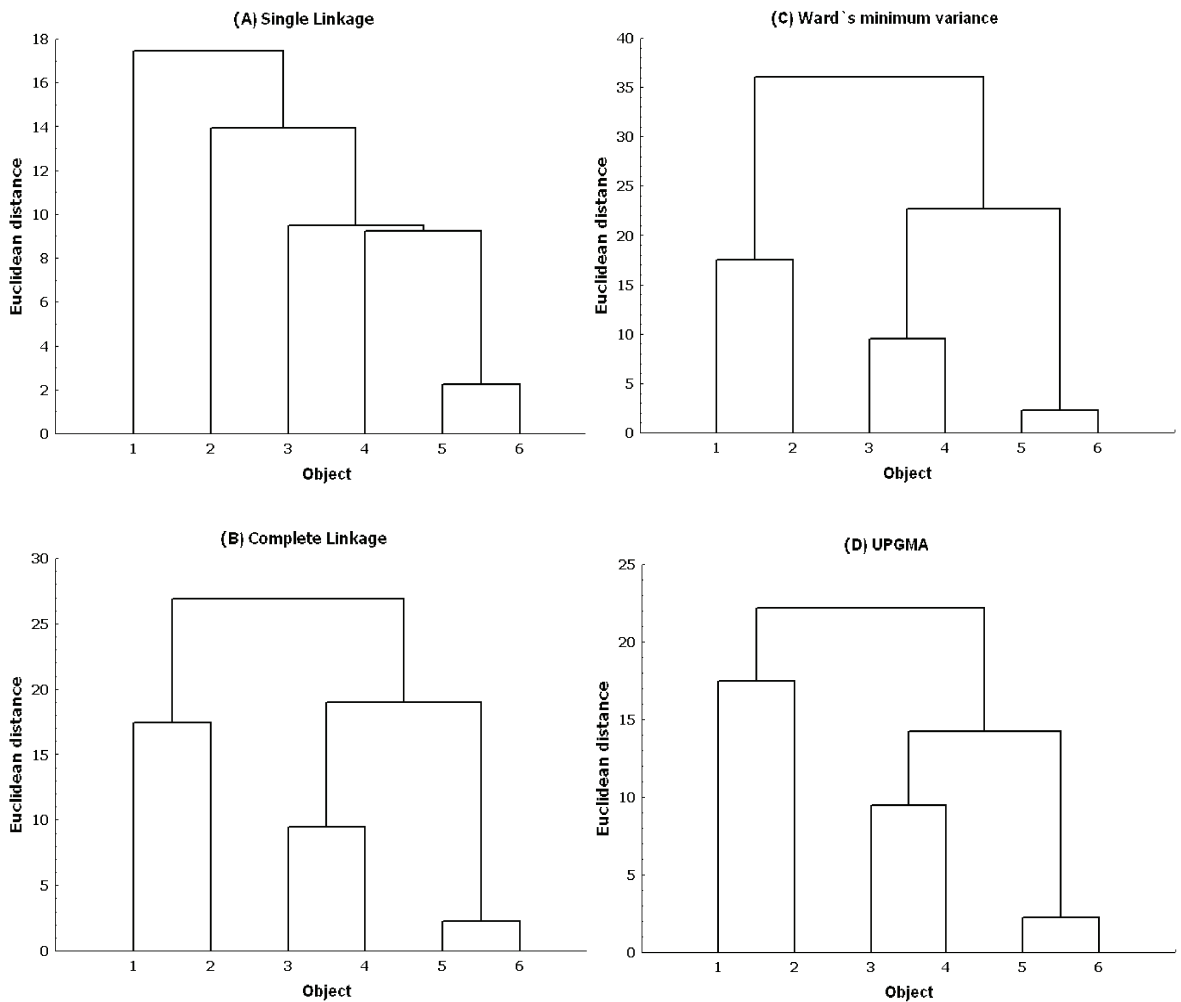 (A) Single Linkage
Euclidean distance
18
16
14
12
10
8
6
4
2
0
1 2 3 4 5 6
Object
(C) Ward`s minimum variance
Euclidean distance
40
35
30
25
20
15
10
5
0
1 2 3 4 5 6
Object
(B) Complete Linkage
Euclidean distance
30
25
20
15
10
5
0
1 2 3 4 5 6
Object
(D) UPGMA
Euclidean distance
25
20
15
10
5
0
1 2 3 4 5 6
Object